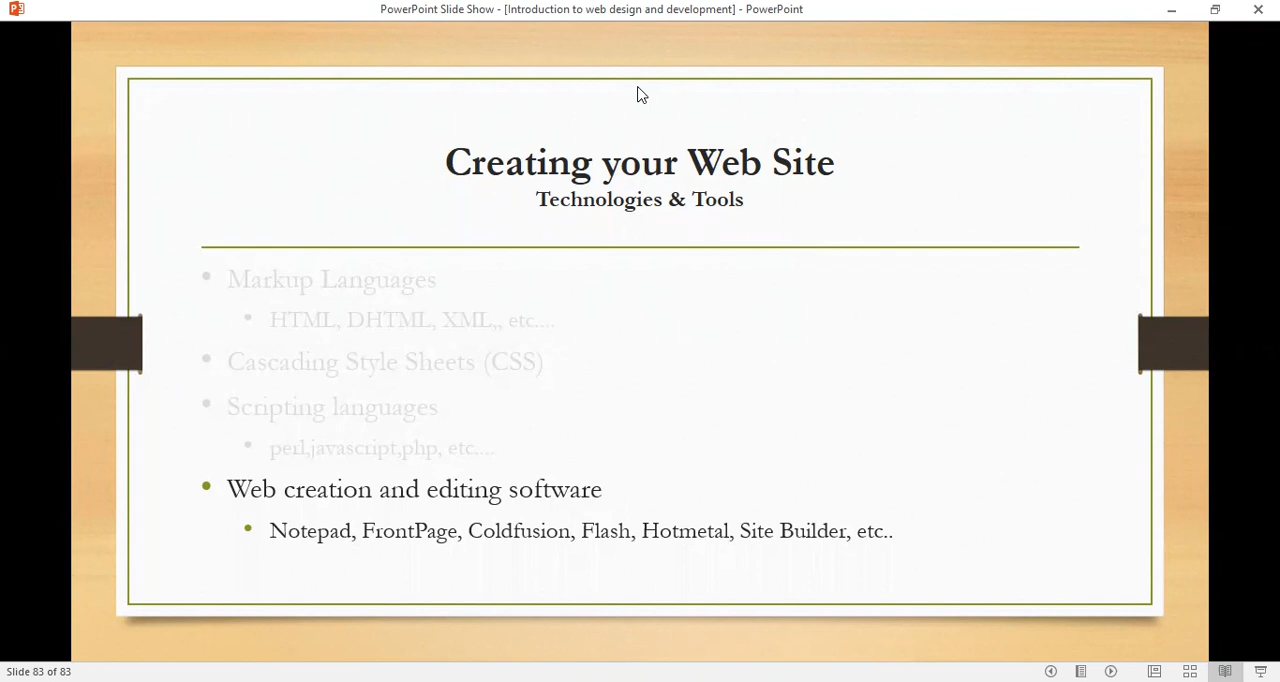 PowerPoint Slide Show - [Introduction to web design and development] - PowerPoint
Creating your Web Site
Technologies & Tools
• Markup Languages
• HTML, DHTML, XML,, etc....
• Cascading Style Sheets (CSS)
• Scripting languages
• perl,javascript,php, etc....
• Web creation and editing software
• Notepad, FrontPage, Coldfusion, Flash, Hotmetal, Site Builder, etc..
Slide 83 of 83